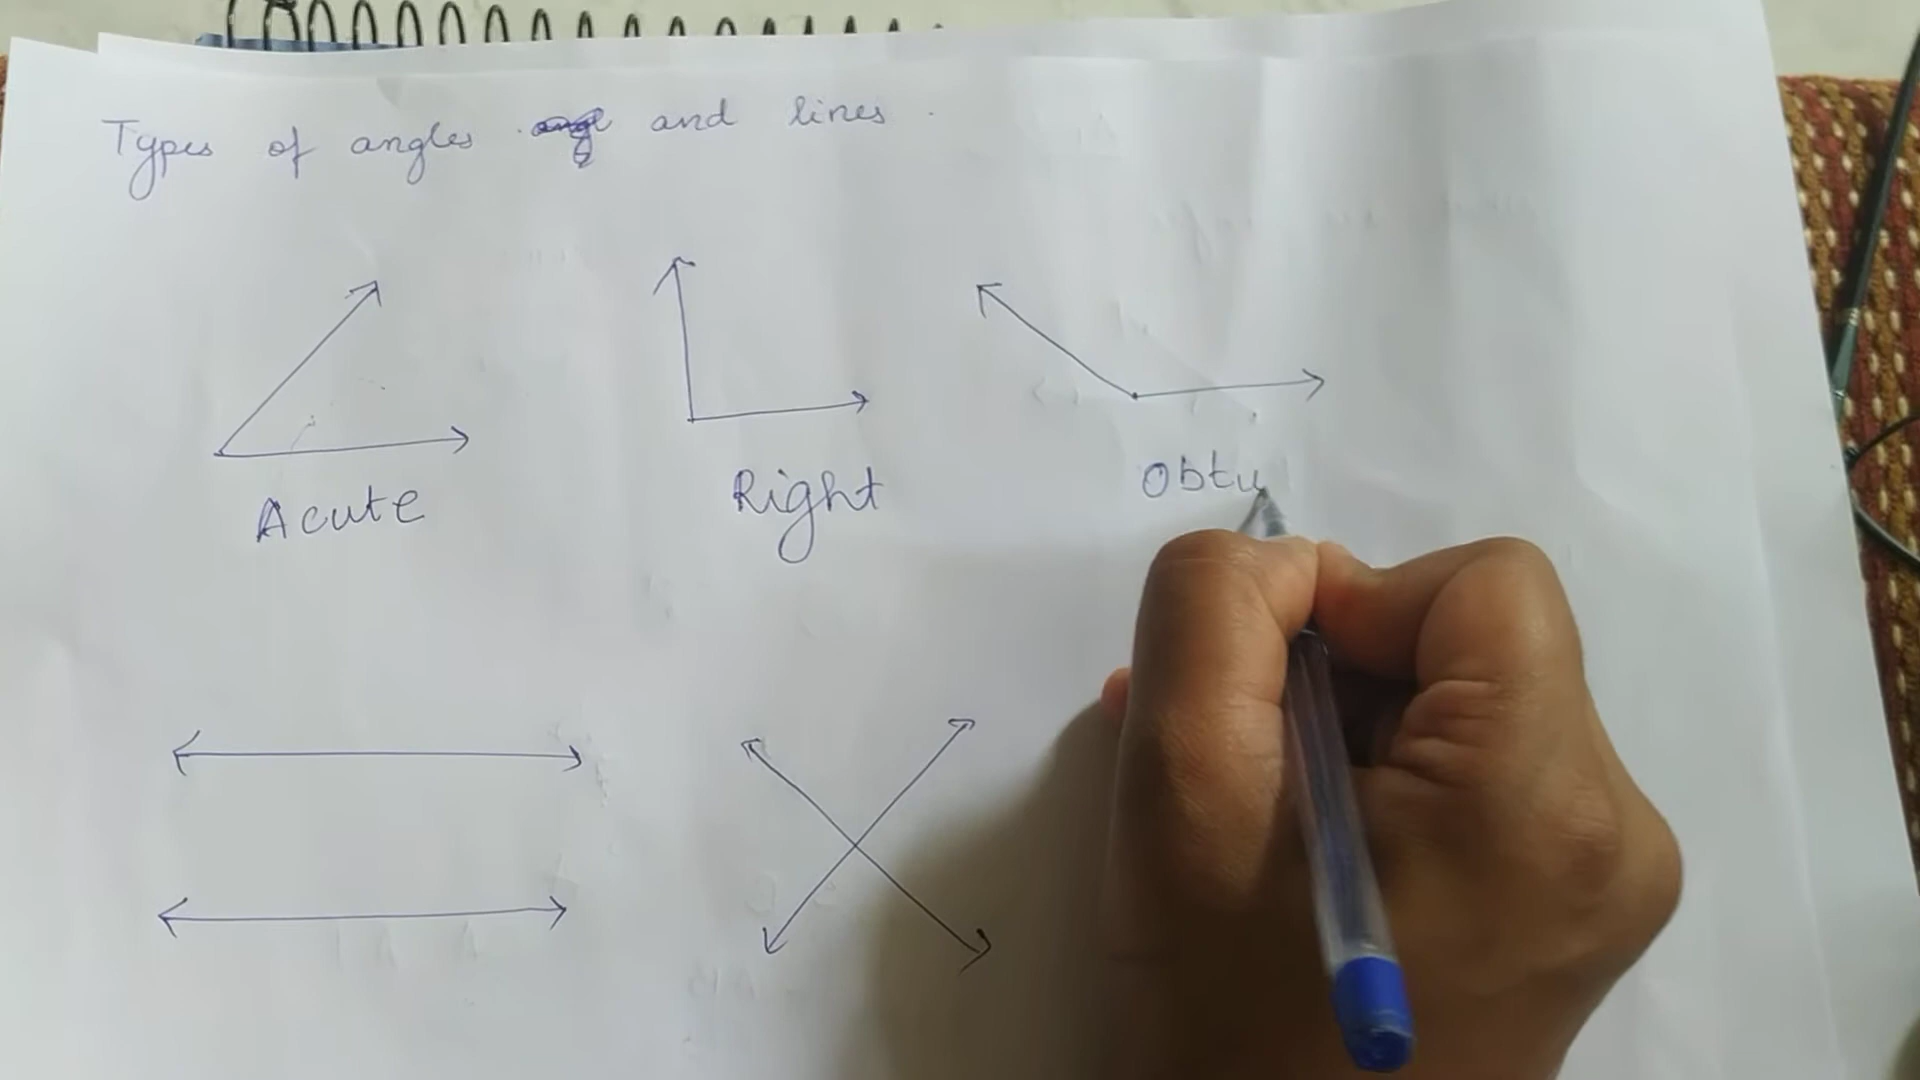 Types of angles and lines .
Acute
Right
Obtu